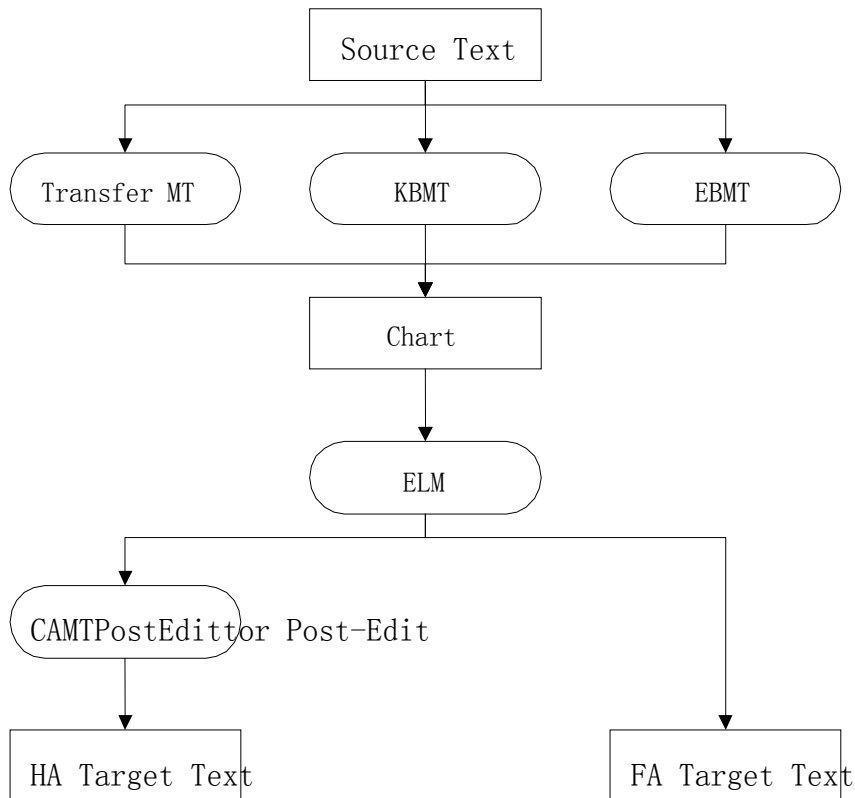 Source Text
Transfer MT
KBMT
EBMT
Chart
ELM
CAMTPostEdittor Post-Edit
HA Target Text
FA Target Text